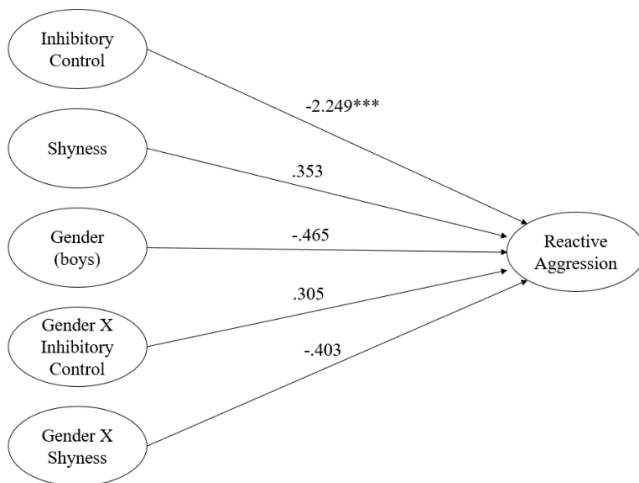 Inhibitory
Control
-2.249***
Shyness
.353
Gender
(boys)
-.465
Reactive
Aggression
Gender X
Inhibitory
Control
.305
-.403
Gender X
Shyness